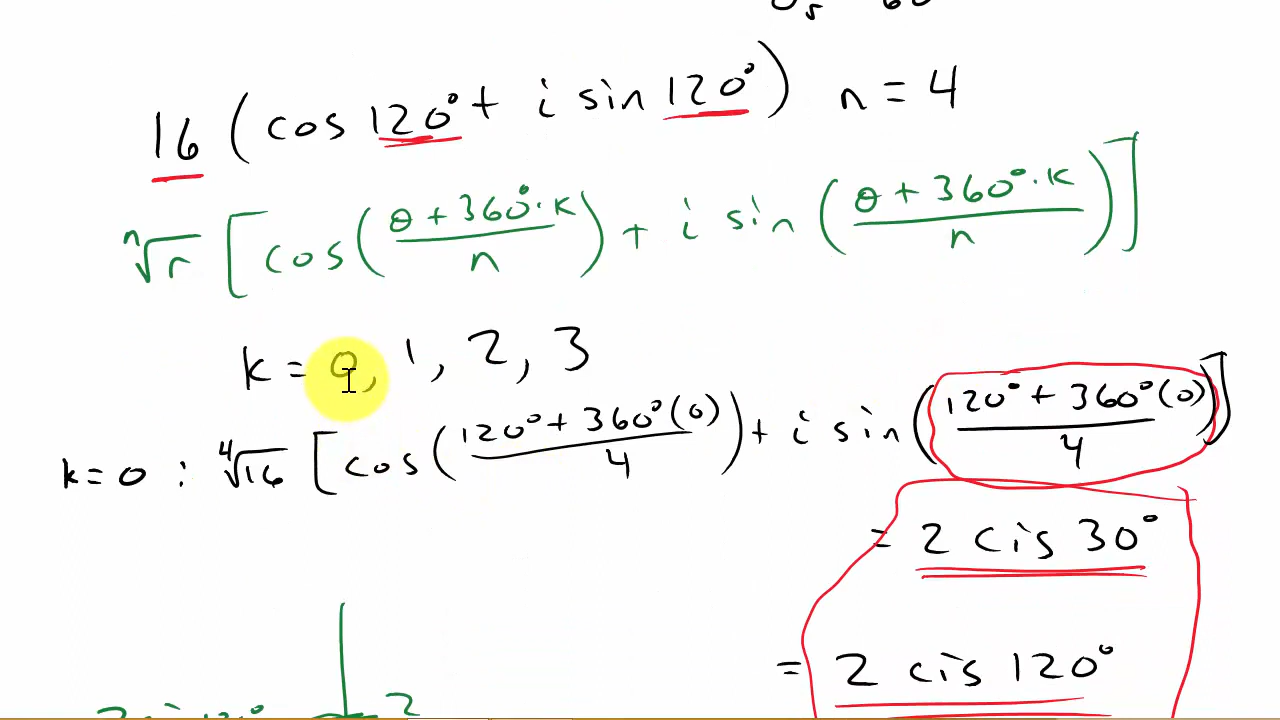 16 (cos 120° + i sin 120°) n = 4
ⁿ√r [cos((θ + 360°·k)/n) + i sin((θ + 360°·k)/n)]
k = 0, 1, 2, 3
k = 0 : ⁴√16 [cos((120° + 360°(0))/4) + i sin((120° + 360°(0))/4)]
= 2 cis 30°
= 2 cis 120°
2